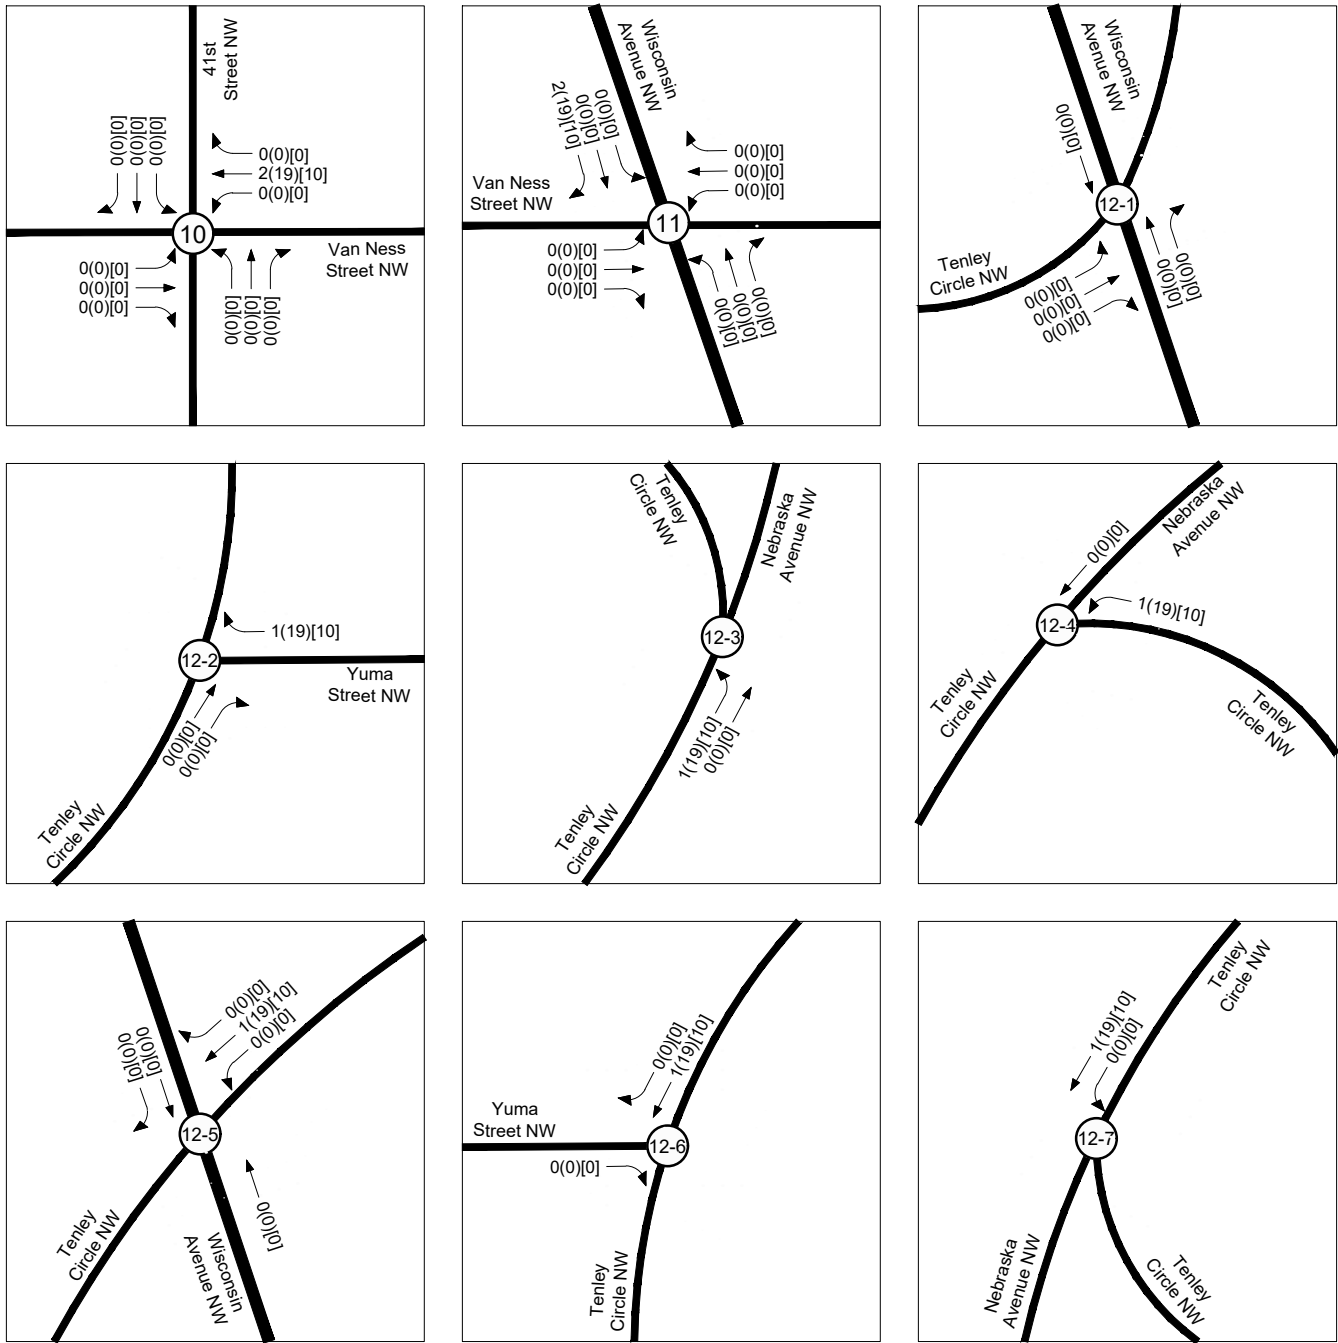 41st
Street NW
0(0)[0]
0(0)[0]
0(0)[0]
0(0)[0]
2(19)[10]
0(0)[0]
10
Van Ness
Street NW
0(0)[0]
0(0)[0]
0(0)[0]
0(0)[0]
0(0)[0]
0(0)[0]
Wisconsin
Avenue NW
2(19)[10]
0(0)[0]
0(0)[0]
0(0)[0]
0(0)[0]
0(0)[0]
Van Ness
Street NW
11
0(0)[0]
0(0)[0]
0(0)[0]
0(0)[0]
0(0)[0]
0(0)[0]
Wisconsin
Avenue NW
0(0)[0]
12-1
Tenley
Circle NW
0(0)[0]
0(0)[0]
0(0)[0]
0(0)[0]
0(0)[0]
1(19)[10]
12-2
Yuma
Street NW
0(0)[0]
0(0)[0]
Tenley
Circle NW
Tenley
Circle NW
Nebraska
Avenue NW
12-3
1(19)[10]
0(0)[0]
Tenley
Circle NW
Nebraska
Avenue NW
0(0)[0]
1(19)[10]
12-4
Tenley
Circle NW
Tenley
Circle NW
0(0)[0]
1(19)[10]
0(0)[0]
0(0)[0]
0(0)[0]
12-5
0(0)[0]
Tenley
Circle NW
Wisconsin
Avenue NW
0(0)[0]
1(19)[10]
Yuma
Street NW
12-6
0(0)[0]
Tenley
Circle NW
Tenley
Circle NW
1(19)[10]
0(0)[0]
12-7
Nebraska
Avenue NW
Tenley
Circle NW